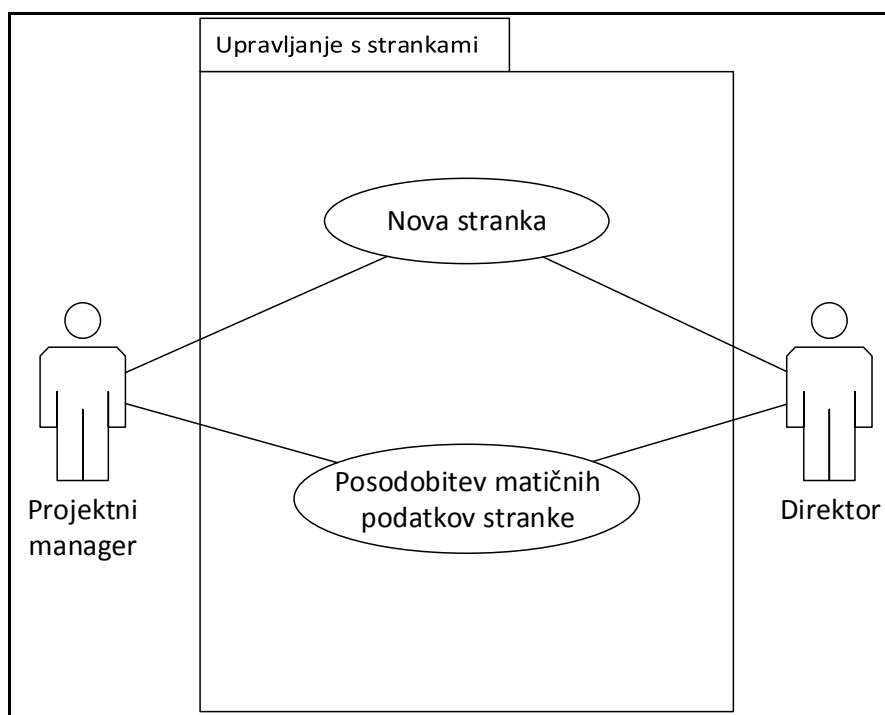 Upravljanje s strankami
Nova stranka
Posodobitev matičnih
podatkov stranke
Projektni
manager
Direktor